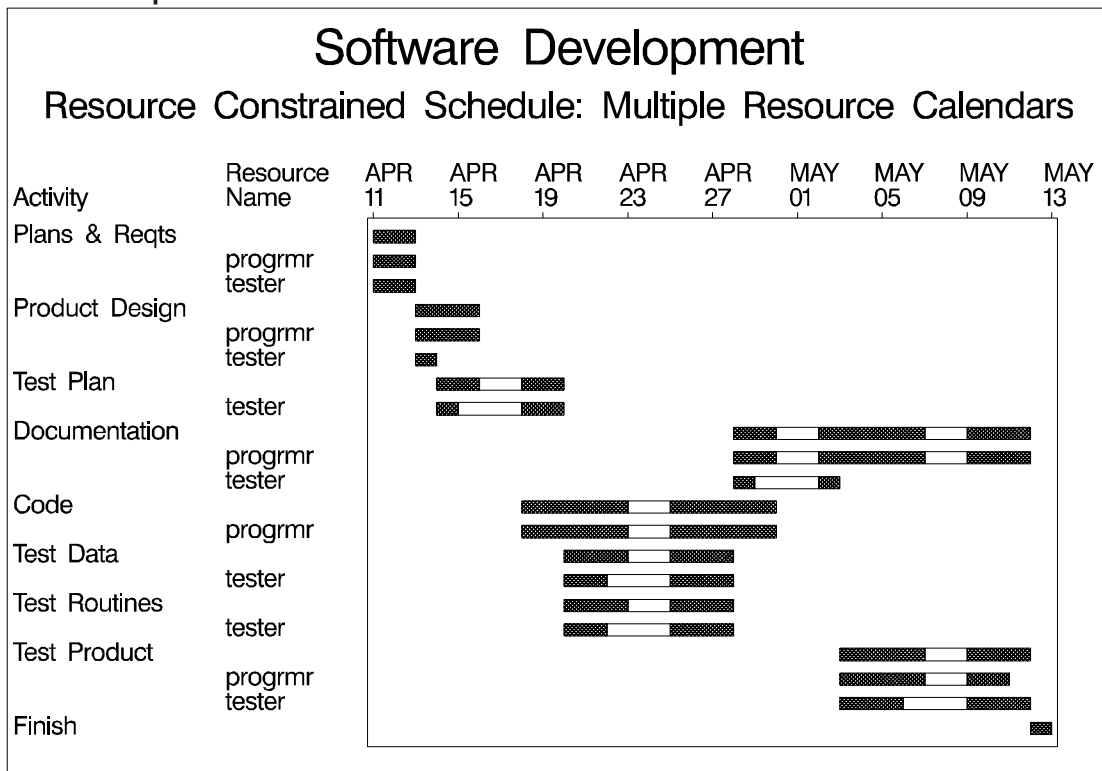 Software Development
Resource Constrained Schedule: Multiple Resource Calendars
Resource APR APR APR APR APR MAY MAY MAY MAY
Activity Name 11 15 19 23 27 01 05 09 13
Plans & Reqts
progrmr
tester
Product Design
progrmr
tester
Test Plan
tester
Documentation
progrmr
tester
Code
progrmr
Test Data
tester
Test Routines
tester
Test Product
progrmr
tester
Finish